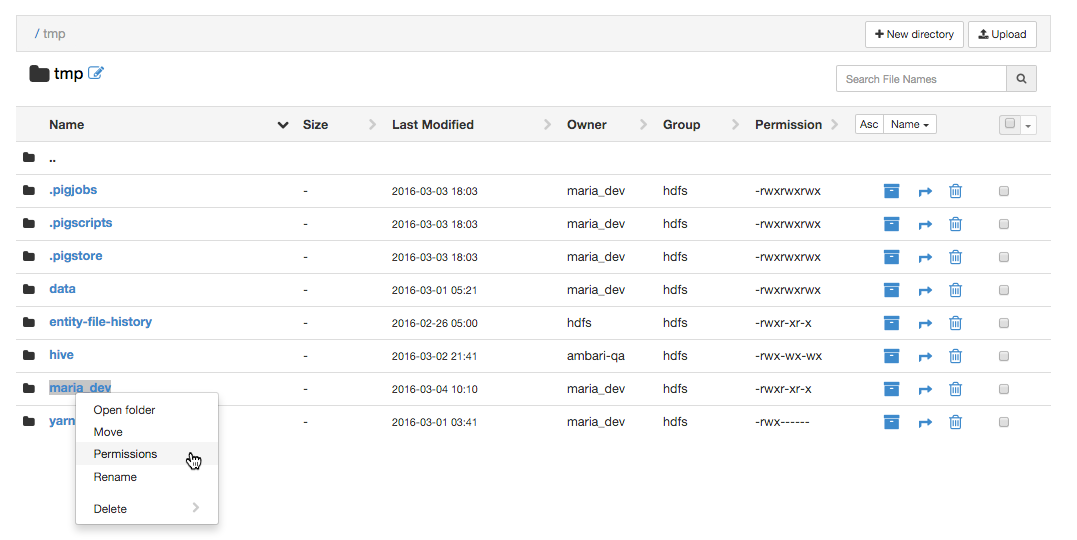 / tmp
New directory
Upload
tmp
Search File Names
Name Size Last Modified Owner Group Permission Asc Name
..
.pigjobs - 2016-03-03 18:03 maria_dev hdfs -rwxrwxrwx
.pigscripts - 2016-03-03 18:03 maria_dev hdfs -rwxrwxrwx
.pigstore - 2016-03-03 18:03 maria_dev hdfs -rwxrwxrwx
data - 2016-03-01 05:21 maria_dev hdfs -rwxrwxrwx
entity-file-history - 2016-02-26 05:00 hdfs hdfs -rwxr-xr-x
hive - 2016-03-02 21:41 ambari-qa hdfs -rwx-wx-wx
maria_dev - 2016-03-04 10:10 maria_dev hdfs -rwxr-xr-x
yarn - 2016-03-01 03:41 maria_dev hdfs -rwx------
Open folder
Move
Permissions
Rename
Delete